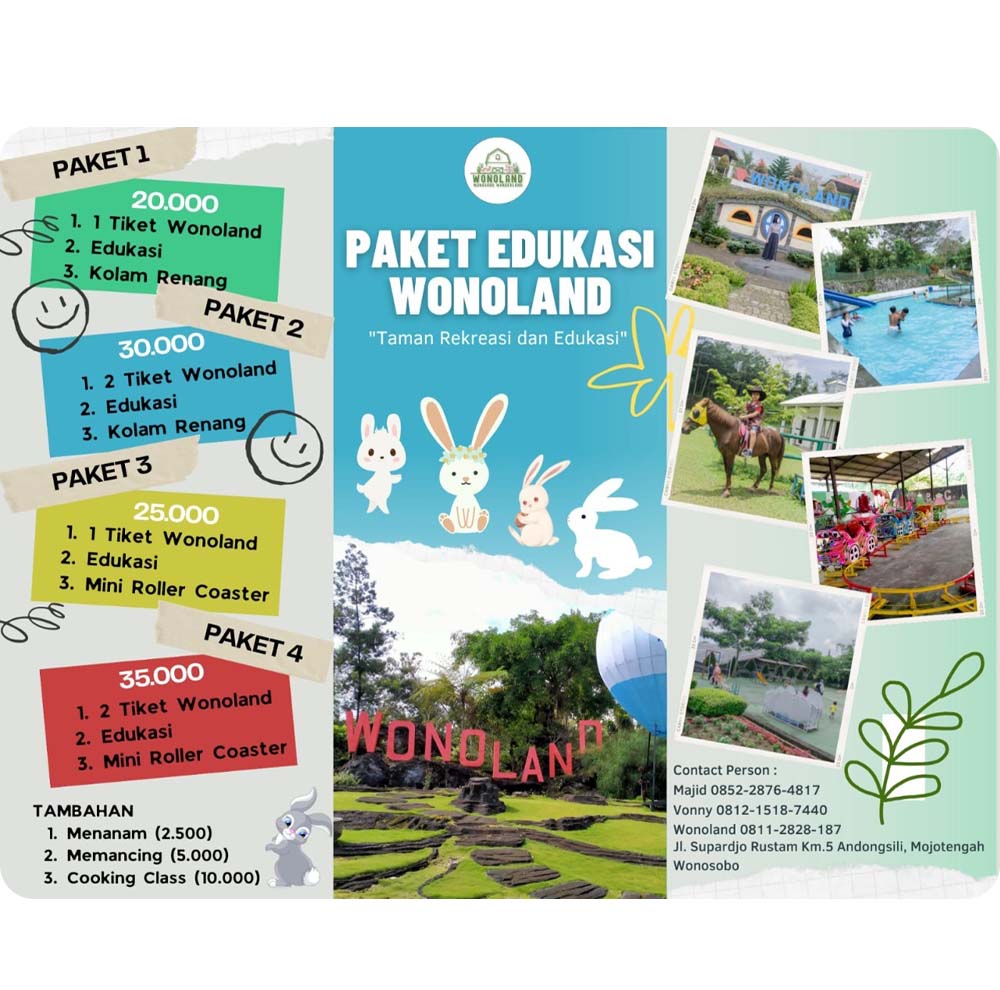 PAKET 1
20.000
1. 1 Tiket Wonoland
2. Edukasi
3. Kolam Renang
PAKET 2
30.000
1. 2 Tiket Wonoland
2. Edukasi
3. Kolam Renang
PAKET 3
25.000
1. 1 Tiket Wonoland
2. Edukasi
3. Mini Roller Coaster
PAKET 4
35.000
1. 2 Tiket Wonoland
2. Edukasi
3. Mini Roller Coaster
TAMBAHAN
1. Menanam (2.500)
2. Memancing (5.000)
3. Cooking Class (10.000)
WONOLAND
WONOSOBO WONDERLAND
PAKET EDUKASI
WONOLAND
"Taman Rekreasi dan Edukasi"
WONOLAND
WONOLAND
Contact Person :
Majid 0852-2876-4817
Vonny 0812-1518-7440
Wonoland 0811-2828-187
Jl. Supardjo Rustam Km.5 Andongsili, Mojotengah
Wonosobo